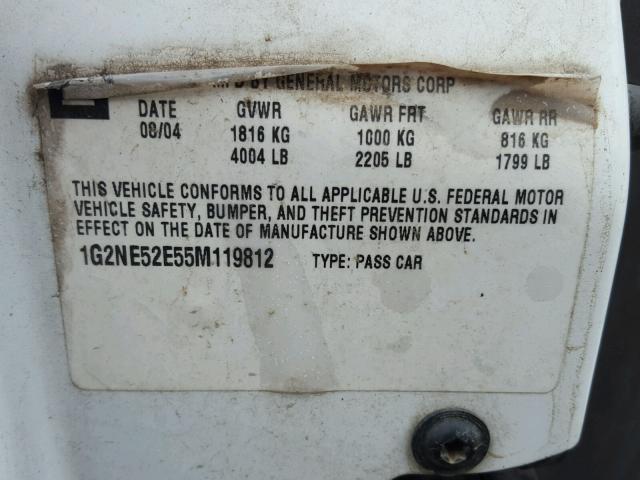 MFD BY GENERAL MOTORS CORP
DATE GVWR GAWR FRT GAWR RR
08/04 1816 KG 1000 KG 816 KG
4004 LB 2205 LB 1799 LB
THIS VEHICLE CONFORMS TO ALL APPLICABLE U.S. FEDERAL MOTOR
VEHICLE SAFETY, BUMPER, AND THEFT PREVENTION STANDARDS IN
EFFECT ON THE DATE OF MANUFACTURE SHOWN ABOVE.
1G2NE52E55M119812 TYPE: PASS CAR